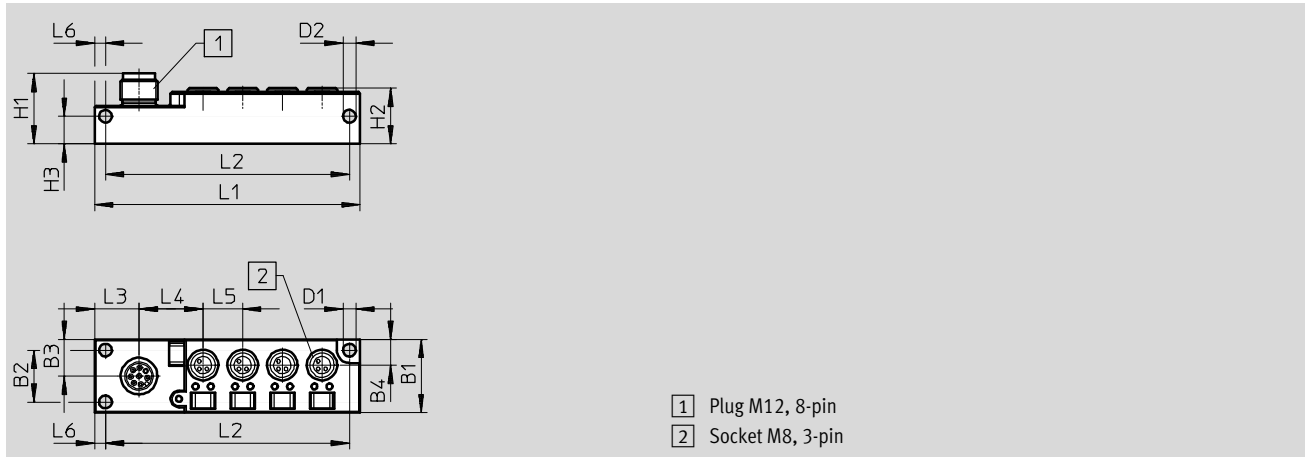 L6
D2
1
H1
H2
H3
L2
L1
2
L3
L4
L5
D1
B3
B2
B4
B1
L6
L2
1 Plug M12, 8-pin
2 Socket M8, 3-pin